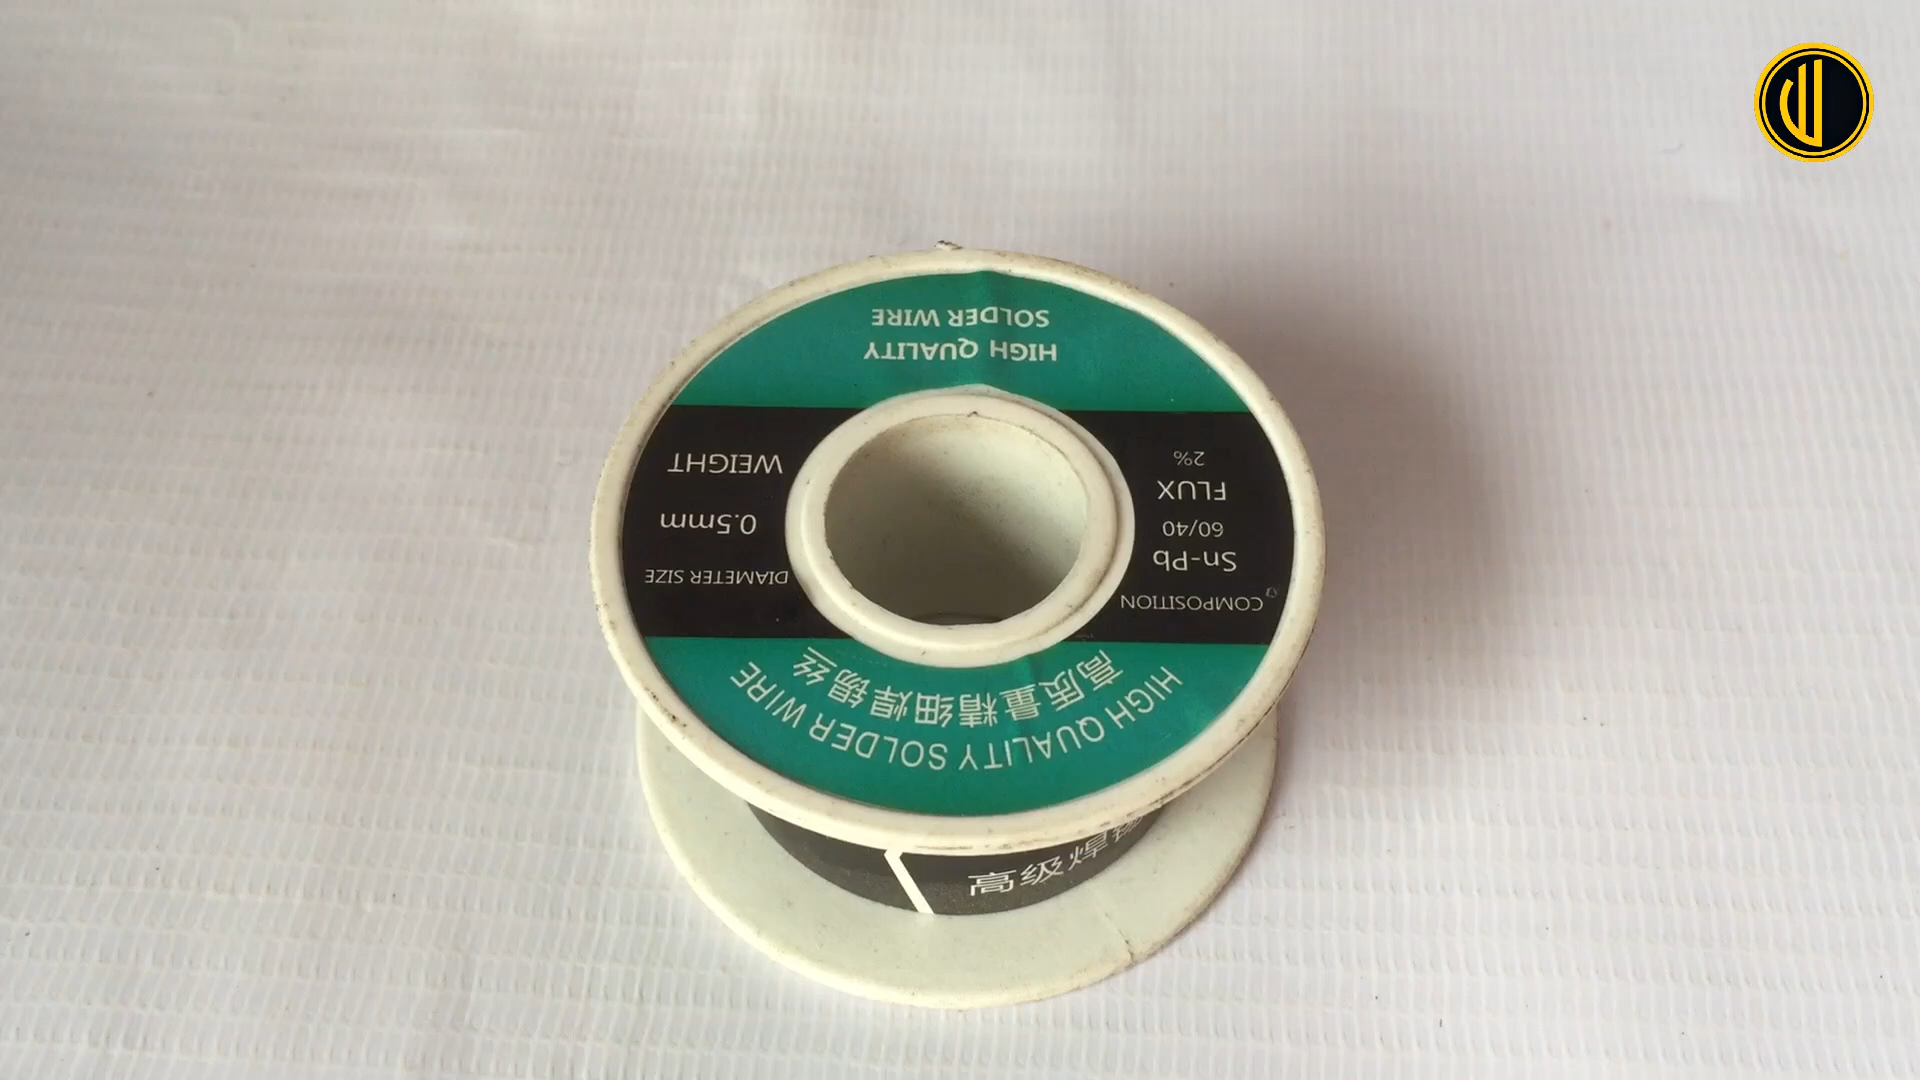 HIGH QUALITY SOLDER WIRE
高质量精细焊锡丝
COMPOSITION
Sn-Pb
60/40
FLUX
2%
DIAMETER SIZE
0.5mm
WEIGHT
HIGH QUALITY
SOLDER WIRE
高级焊锡